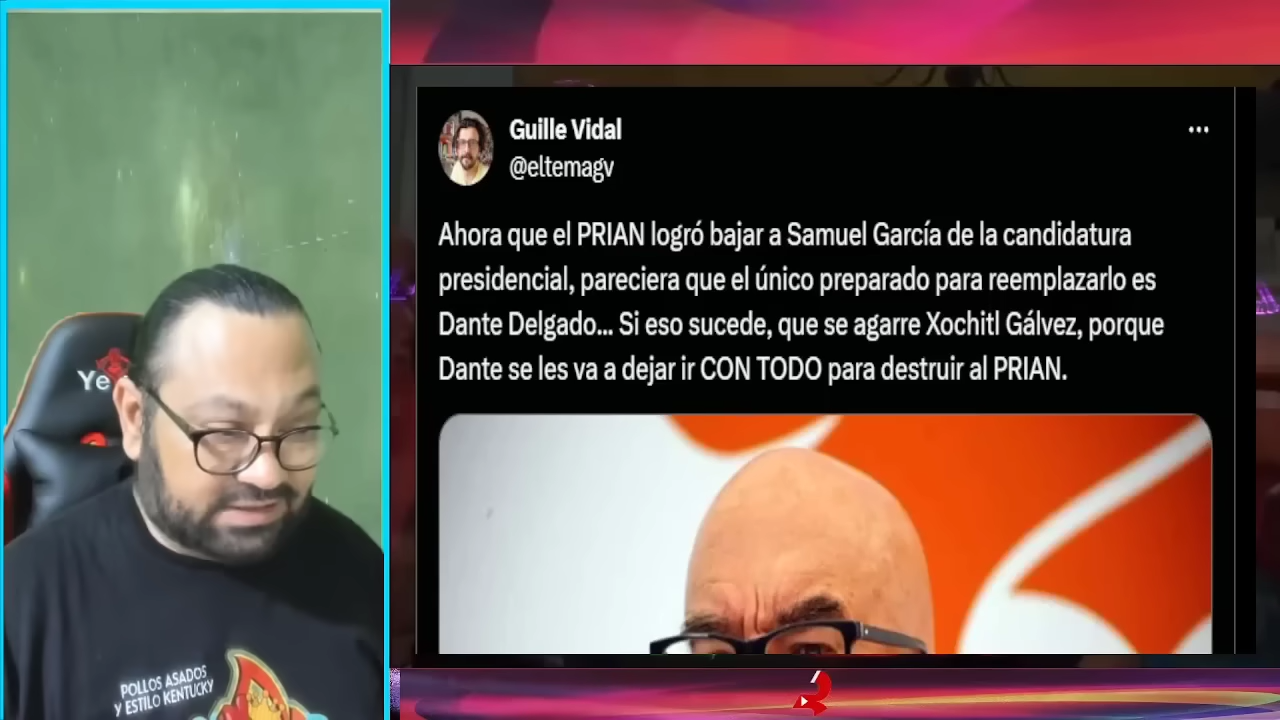 Guille Vidal
@eltemagv
Ahora que el PRIAN logró bajar a Samuel García de la candidatura
presidencial, pareciera que el único preparado para reemplazarlo es
Dante Delgado... Si eso sucede, que se agarre Xochitl Gálvez, porque
Dante se les va a dejar ir CON TODO para destruir al PRIAN.
Ye
POLLOS ASADOS
Y ESTILO KENTUCKY